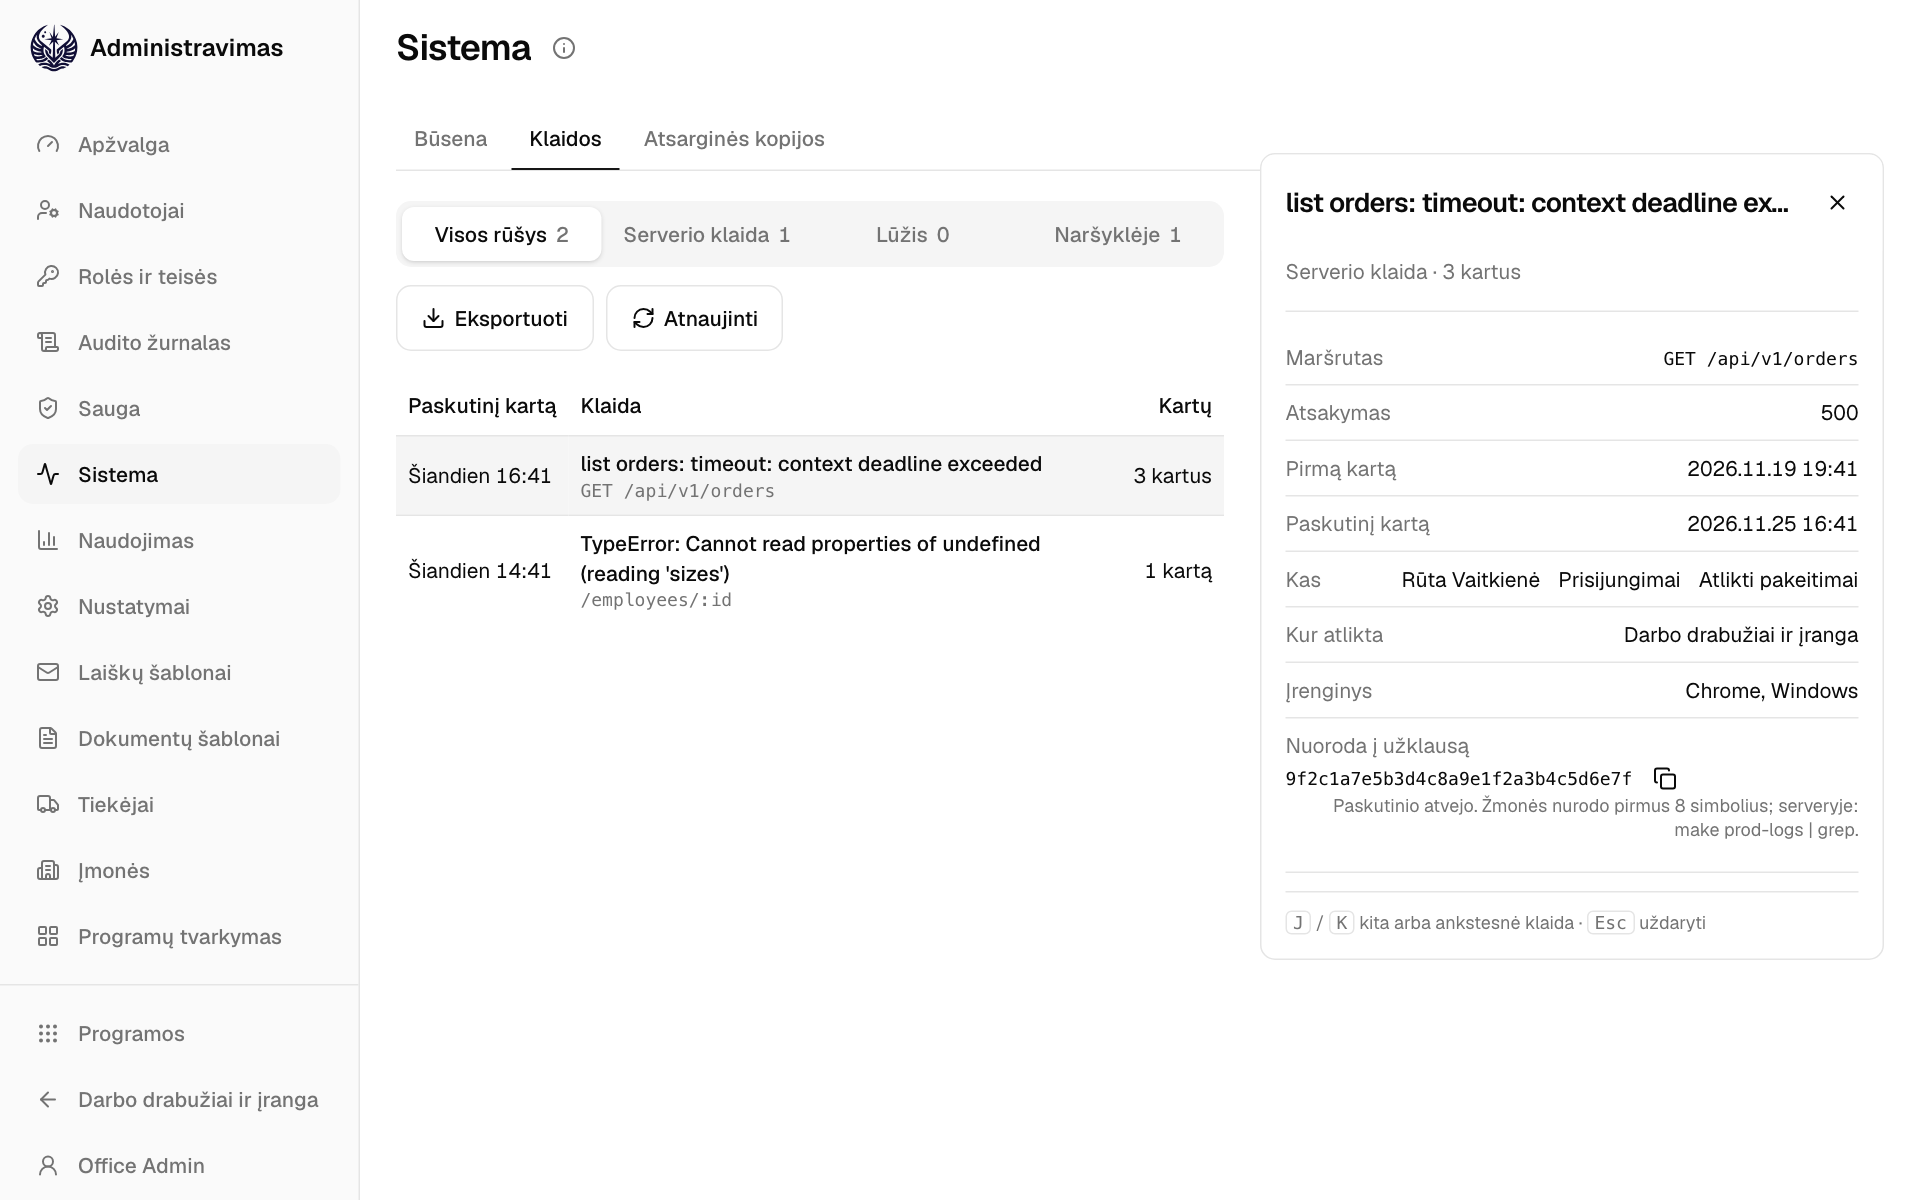 Administravimas
Apžvalga
Naudotojai
Rolės ir teisės
Audito žurnalas
Sauga
Sistema
Naudojimas
Nustatymai
Laiškų šablonai
Dokumentų šablonai
Tiekėjai
Įmonės
Programų tvarkymas
Programos
Darbo drabužiai ir įranga
Office Admin
Sistema
Būsena Klaidos Atsarginės kopijos
Visos rūšys 2 Serverio klaida 1 Lūžis 0 Naršyklėje 1
Eksportuoti Atnaujinti
Paskutinį kartą Klaida Kartų
Šiandien 16:41 list orders: timeout: context deadline exceeded 3 kartus
GET /api/v1/orders
TypeError: Cannot read properties of undefined
Šiandien 14:41 (reading 'sizes') 1 kartą
/employees/:id
list orders: timeout: context deadline ex...
Serverio klaida · 3 kartus
Maršrutas GET /api/v1/orders
Atsakymas 500
Pirmą kartą 2026.11.19 19:41
Paskutinį kartą 2026.11.25 16:41
Kas Rūta Vaitkienė Prisijungimai Atlikti pakeitimai
Kur atlikta Darbo drabužiai ir įranga
Įrenginys Chrome, Windows
Nuoroda į užklausą
9f2c1a7e5b3d4c8a9e1f2a3b4c5d6e7f
Paskutinio atvejo. Žmonės nurodo pirmus 8 simbolius; serveryje:
make prod-logs | grep.
J / K kita arba ankstesnė klaida · Esc uždaryti